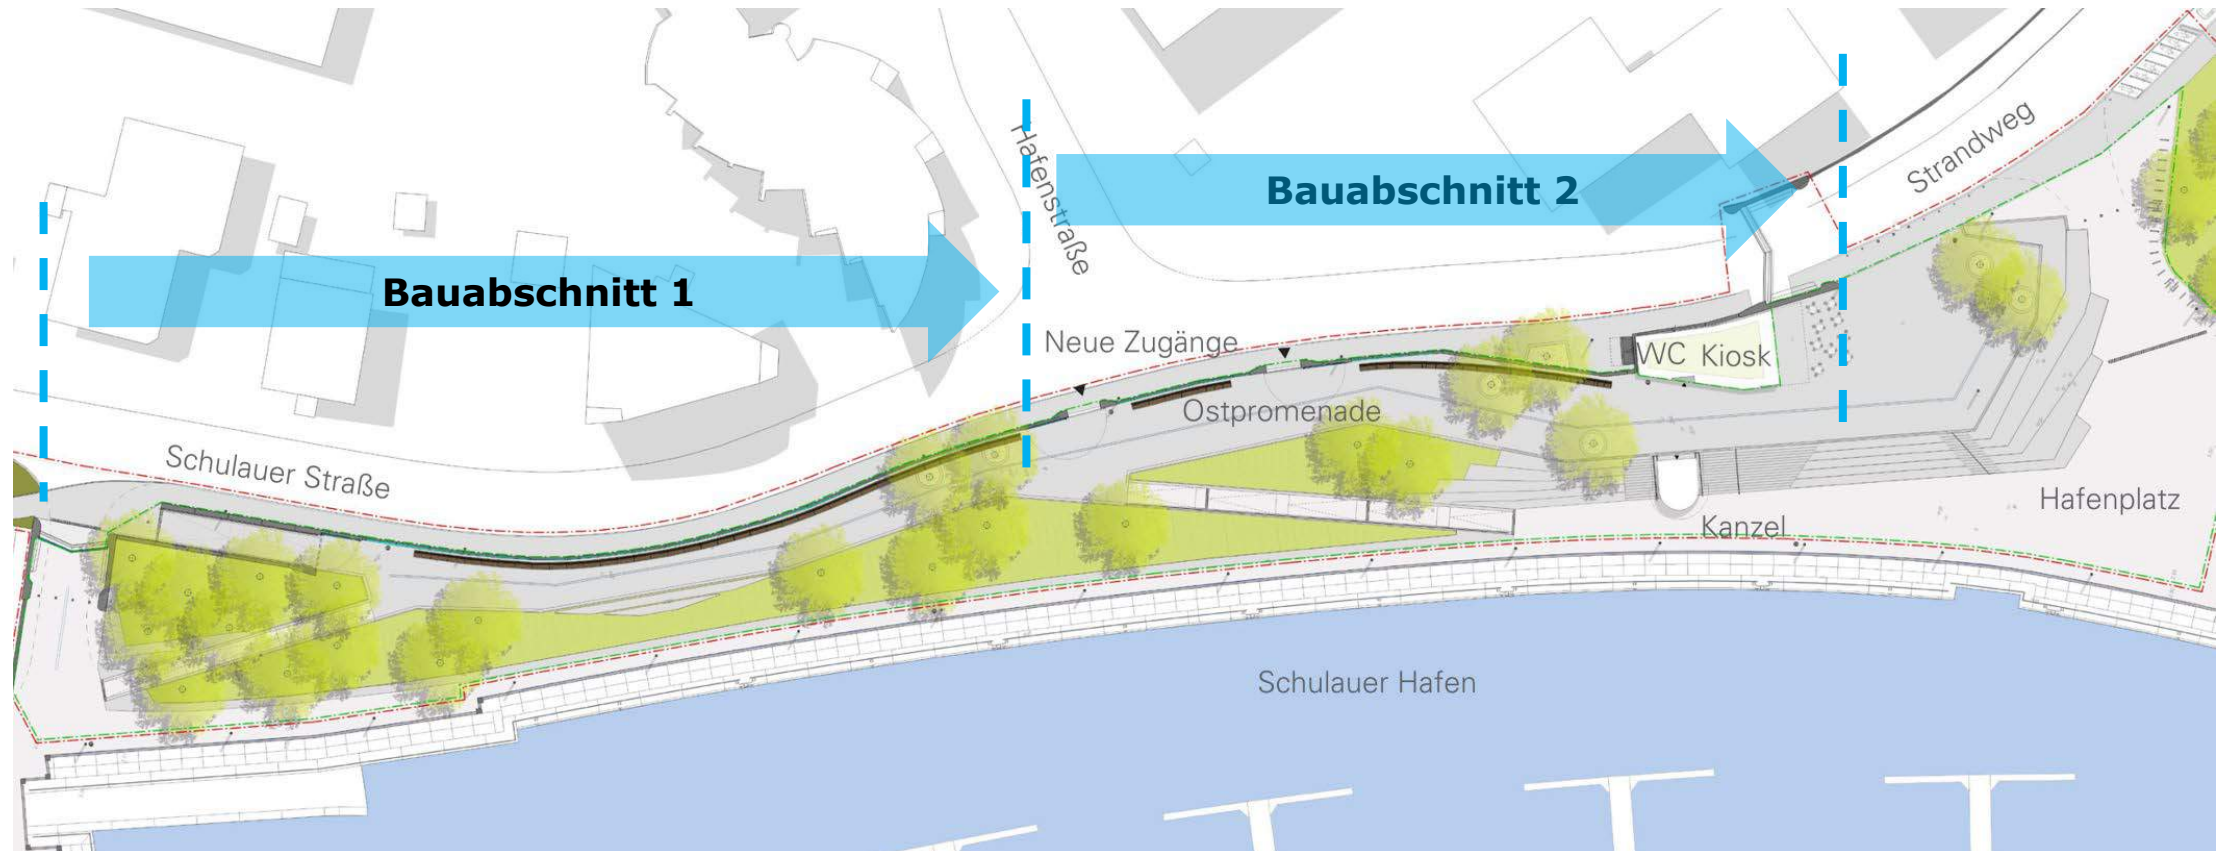 Bauabschnitt 1
Bauabschnitt 2
Hafenstraße
Strandweg
Neue Zugänge
WC Kiosk
Ostpromenade
Schulauer Straße
Hafenplatz
Kanzel
Schulauer Hafen